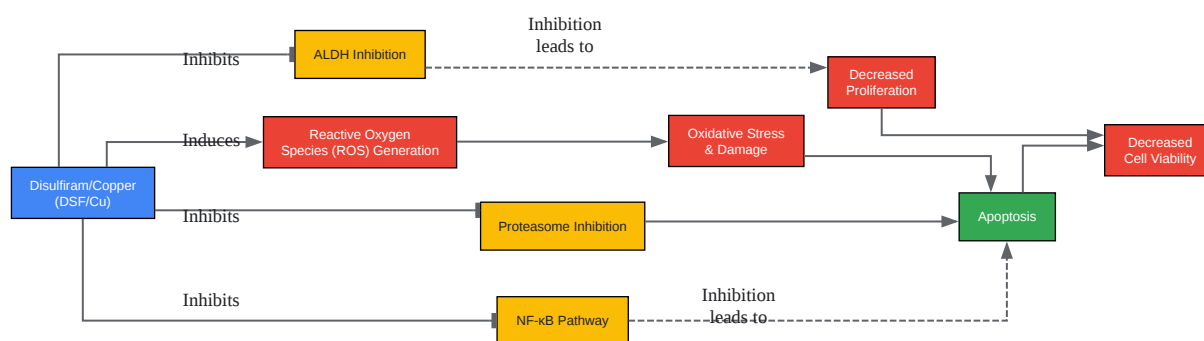 Inhibition
leads to
Inhibits
ALDH Inhibition
Decreased
Proliferation
Induces
Reactive Oxygen
Species (ROS) Generation
Oxidative Stress
& Damage
Decreased
Cell Viability
Disulfiram/Copper
(DSF/Cu)
Inhibits
Proteasome Inhibition
Apoptosis
Inhibits
NF-κB Pathway
Inhibition
leads to